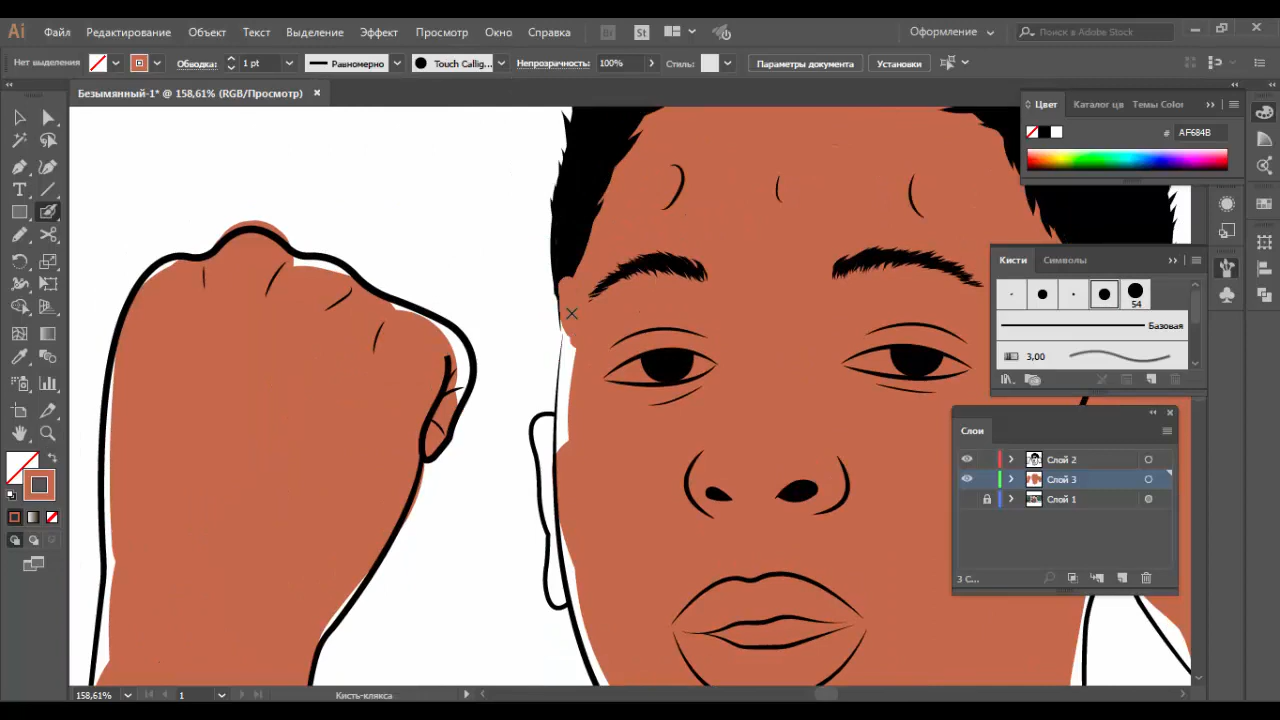 Ai Файл Редактирование Объект Текст Выделение Эффект Просмотр Окно Справка Br St Оформление Поиск в Adobe Stock
Нет выделения Обводка: 1 pt Равномерно Touch Callig... Непрозрачность: 100% Стиль: Параметры документа Установки
Безымянный-1* @ 158,61% (RGB/Просмотр)
Цвет Каталог цв Темы Color
# AF684B
Кисти Символы
54
Базовая
3,00
Слои
Слой 2
Слой 3
Слой 1
3 С...
158,61% 1 Кисть-клякса